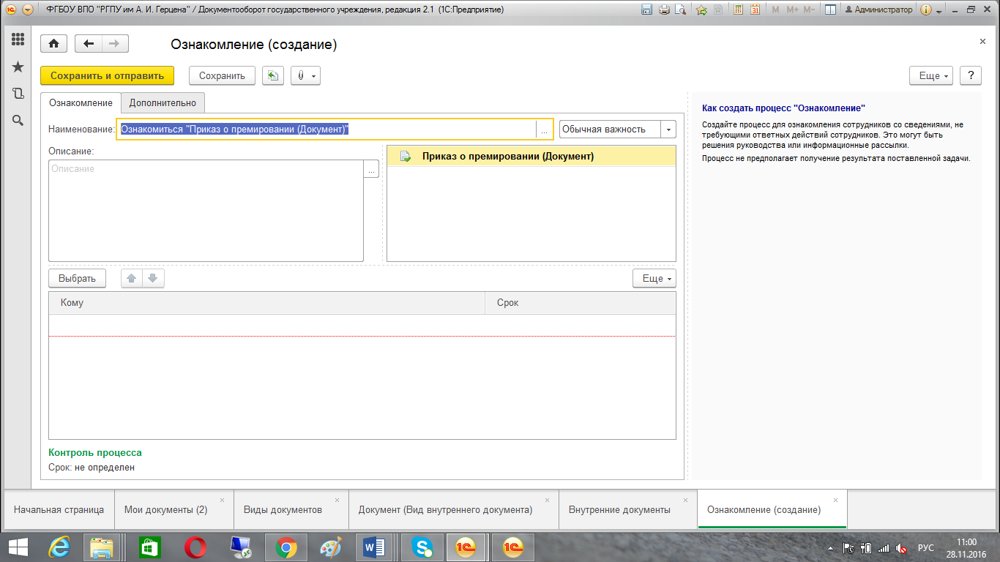 ФГБОУ ВПО "РГПУ им А. И. Герцена" / Документооборот государственного учреждения, редакция 2.1 (1С:Предприятие)
M M+ M-
Администратор
Ознакомление (создание)
Сохранить и отправить
Сохранить
Еще
?
Ознакомление
Дополнительно
Наименование:
Ознакомиться "Приказ о премировании (Документ)"
...
Обычная важность
Описание:
Описание
...
Приказ о премировании (Документ)
Как создать процесс "Ознакомление"
Создайте процесс для ознакомления сотрудников со сведениями, не
требующими ответных действий сотрудников. Это могут быть
решения руководства или информационные рассылки.
Процесс не предполагает получение результата поставленной задачи.
Выбрать
Еще
Кому
Срок
Контроль процесса
Срок: не определен
Начальная страница
Мои документы (2)
Виды документов
Документ (Вид внутреннего документа)
Внутренние документы
Ознакомление (создание)
РУС
11:00
28.11.2016